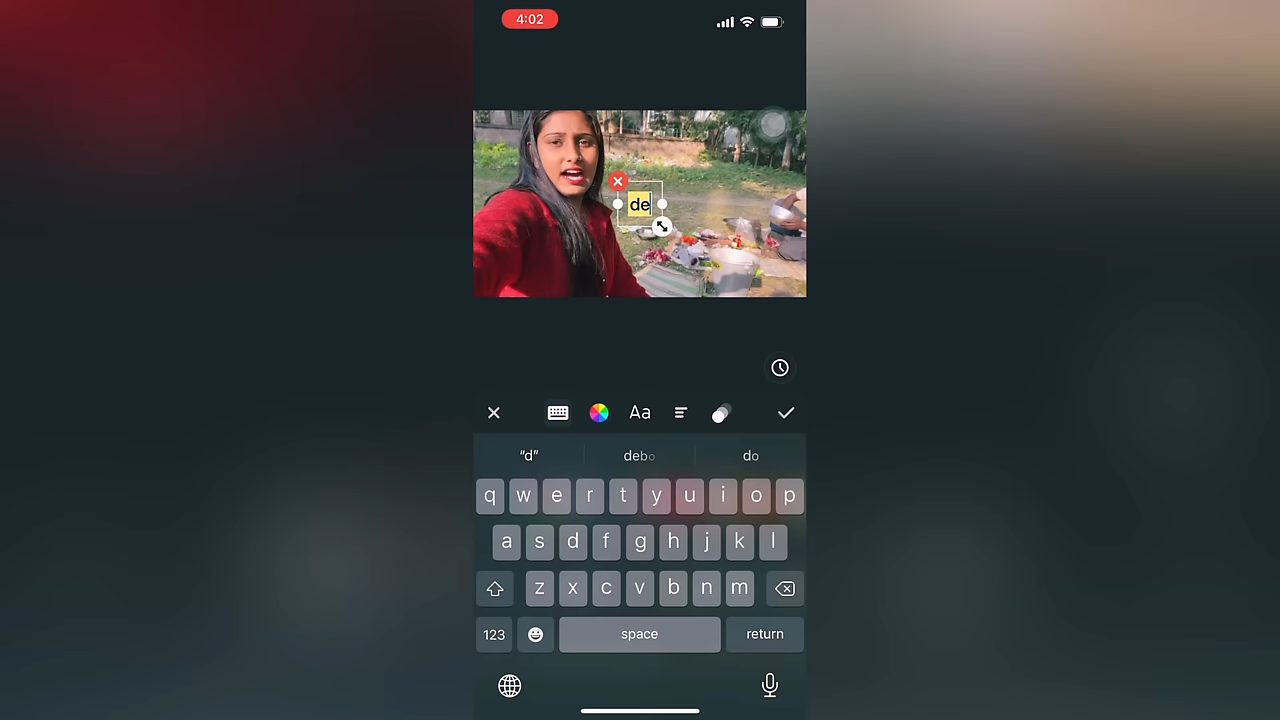 4:02
de
Aa
“d”
debo
do
q w e r t y u i o p
a s d f g h j k l
z x c v b n m
123
space
return